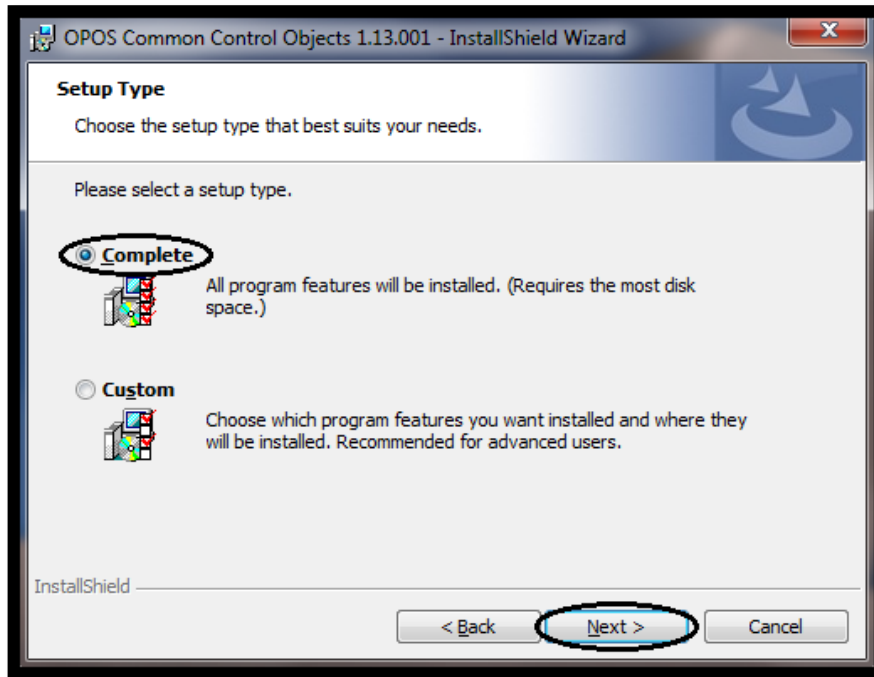 OPOS Common Control Objects 1.13.001 - InstallShield Wizard
X
Setup Type
Choose the setup type that best suits your needs.
Please select a setup type.
Complete
All program features will be installed. (Requires the most disk
space.)
Custom
Choose which program features you want installed and where they
will be installed. Recommended for advanced users.
InstallShield
< Back Next > Cancel